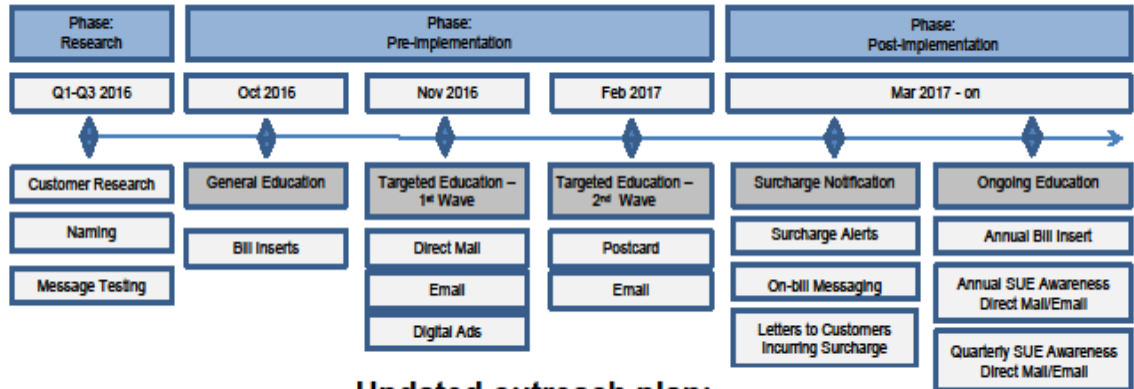 Phase:
Research
Phase:
Pre-Implementation
Phase:
Post-Implementation
Q1-Q3 2016
Oct 2016
Nov 2016
Feb 2017
Mar 2017 - on
Customer Research
General Education
Targeted Education –
1st Wave
Targeted Education –
2nd Wave
Surcharge Notification
Ongoing Education
Naming
Message Testing
Bill Inserts
Direct Mail
Email
Digital Ads
Postcard
Email
Surcharge Alerts
On-bill Messaging
Letters to Customers
Incurring Surcharge
Annual Bill Insert
Annual SUE Awareness
Direct Mail/Email
Quarterly SUE Awareness
Direct Mail/Email
Updated outreach plan: